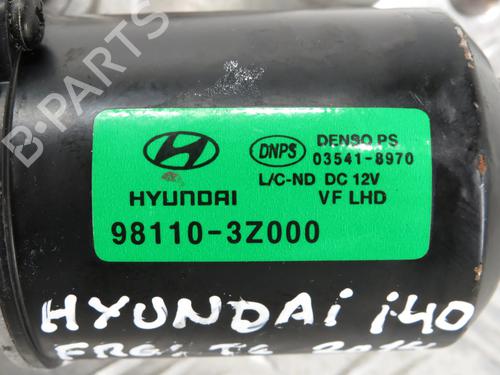 B-PARTS
HYUNDAI
98110-3Z000
DNPS
DENSO PS
03541-8970
L/C-ND DC 12V
VF LHD
HYUNDAI i40